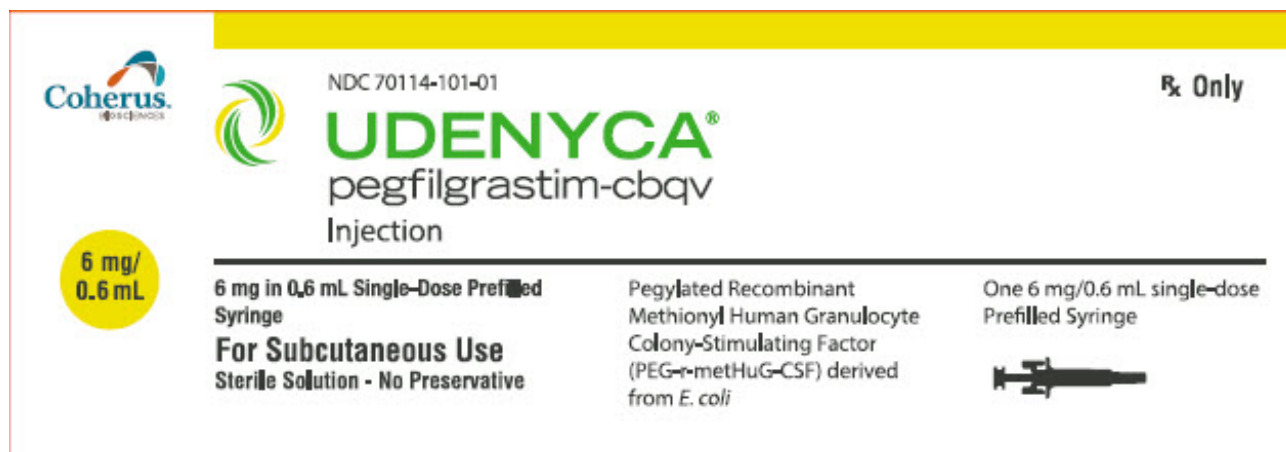 Coherus.
BIOSCIENCES
NDC 70114-101-01
Rx Only
UDENYCA®
pegfilgrastim-cbqv
Injection
6 mg/
0.6 mL
6 mg in 0.6 mL Single-Dose Prefilled
Syringe
For Subcutaneous Use
Sterile Solution - No Preservative
Pegylated Recombinant
Methionyl Human Granulocyte
Colony-Stimulating Factor
(PEG-r-metHuG-CSF) derived
from E. coli
One 6 mg/0.6 mL single-dose
Prefilled Syringe